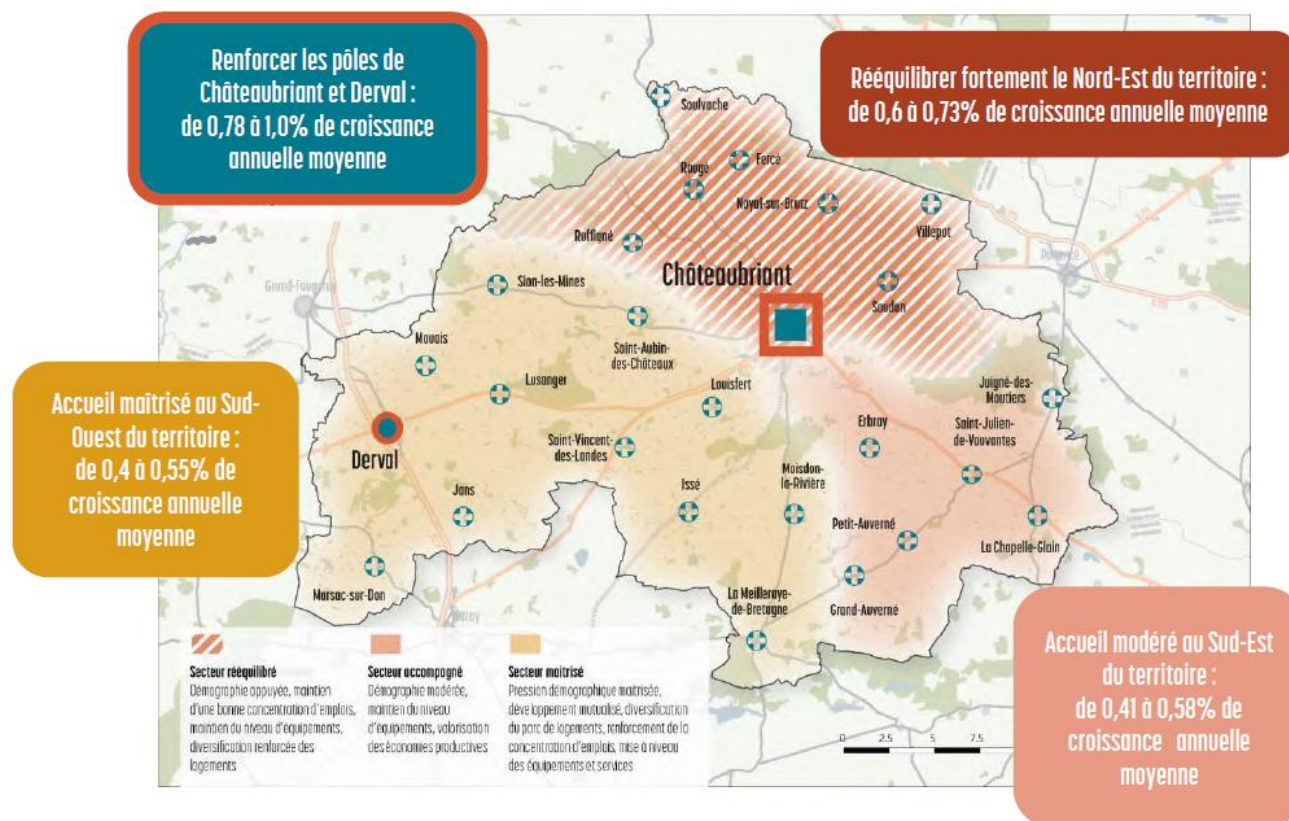 Renforcer les pôles de
Châteaubriant et Derval :
de 0,78 à 1,0% de croissance
annuelle moyenne
Rééquilibrer fortement le Nord-Est du territoire :
de 0,6 à 0,73% de croissance annuelle moyenne
Soulvache
Fercé
Rougé
Noyal-sur-Brutz
Villepot
Ruffigné
Châteaubriant
Soudan
Sion-les-Mines
Saint-Aubin-
des-Châteaux
Mouais
Lusanger
Louisfert
Juigné-des-
Moutiers
Erbray
Saint-Julien-
de-Vouvantes
Accueil maîtrisé au Sud-
Ouest du territoire :
de 0,4 à 0,55% de
croissance annuelle
moyenne
Derval
Saint-Vincent-
des-Landes
Issé
Moisdon-
la-Rivière
Jans
Petit-Auverné
La Chapelle-Glain
Marsac-sur-Don
La Meilleraye-
de-Bretagne
Grand-Auverné
Accueil modéré au Sud-Est
du territoire :
de 0,41 à 0,58% de
croissance annuelle
moyenne
Secteur rééquilibré
Démographie appuyée, maintien
d'une bonne concentration d'emplois,
maintien du niveau d'équipements,
diversification renforcée des
logements
Secteur accompagné
Démographie modérée,
maintien du niveau
d'équipements, valorisation
des économies productives
Secteur maîtrisé
Pression démographique maîtrisée,
développement mutualisé, diversification
du parc de logements, renforcement de la
concentration d'emplois, mise à niveau
des équipements et services
0 2.5 5 7.5